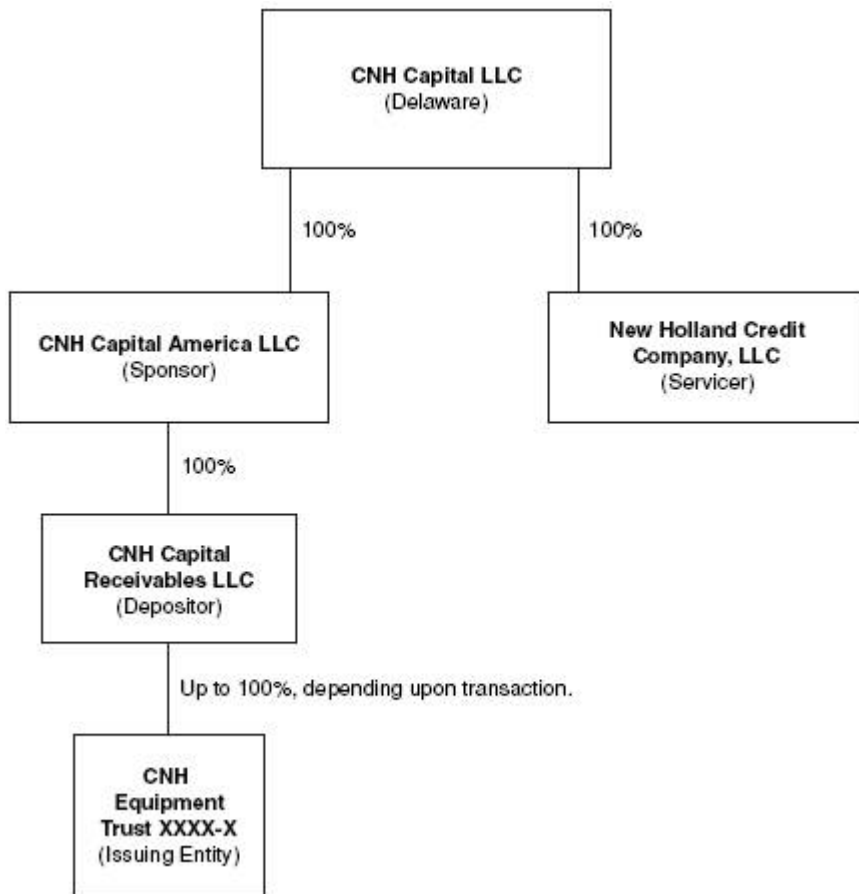 CNH Capital LLC
(Delaware)
100%
100%
CNH Capital America LLC
(Sponsor)
New Holland Credit
Company, LLC
(Servicer)
100%
CNH Capital
Receivables LLC
(Depositor)
Up to 100%, depending upon transaction.
CNH
Equipment
Trust XXXX-X
(Issuing Entity)